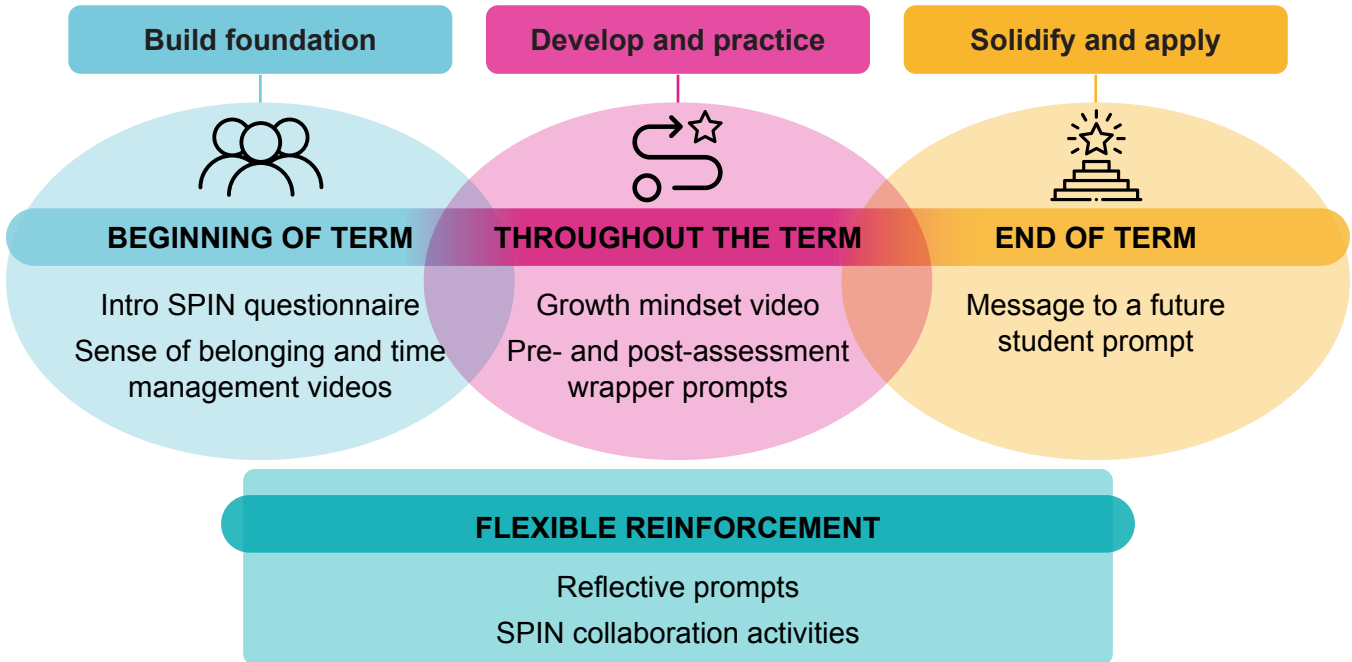 Build foundation
Develop and practice
Solidify and apply
BEGINNING OF TERM
Intro SPIN questionnaire
Sense of belonging and time
management videos
THROUGHOUT THE TERM
Growth mindset video
Pre- and post-assessment
wrapper prompts
END OF TERM
Message to a future
student prompt
FLEXIBLE REINFORCEMENT
Reflective prompts
SPIN collaboration activities